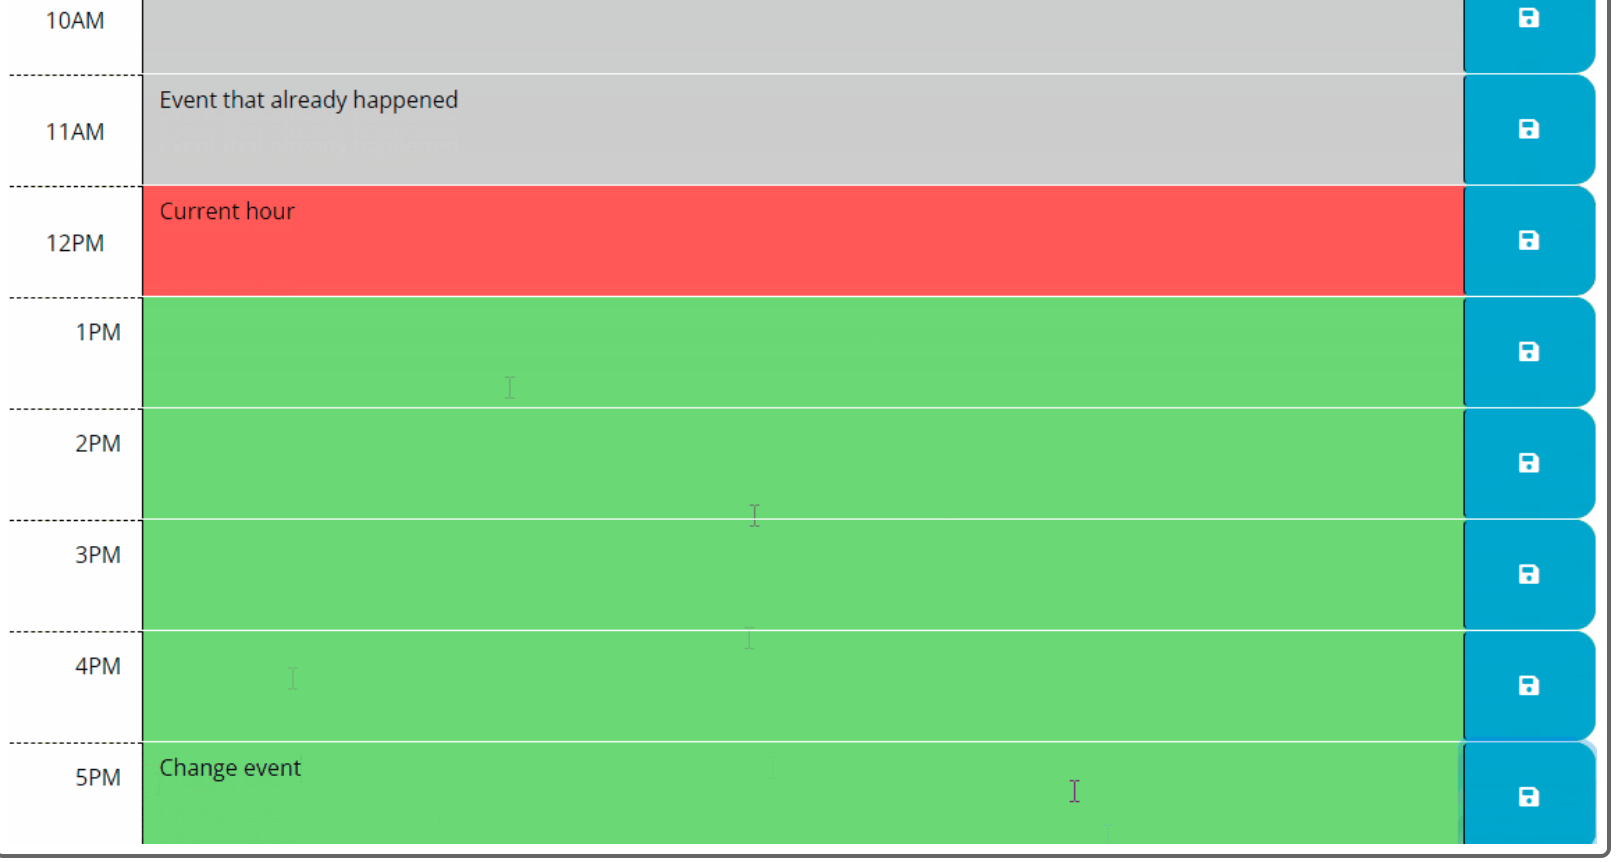 10AM
Event that already happened
11AM
Current hour
12PM
1PM
2PM
3PM
4PM
Change event
5PM